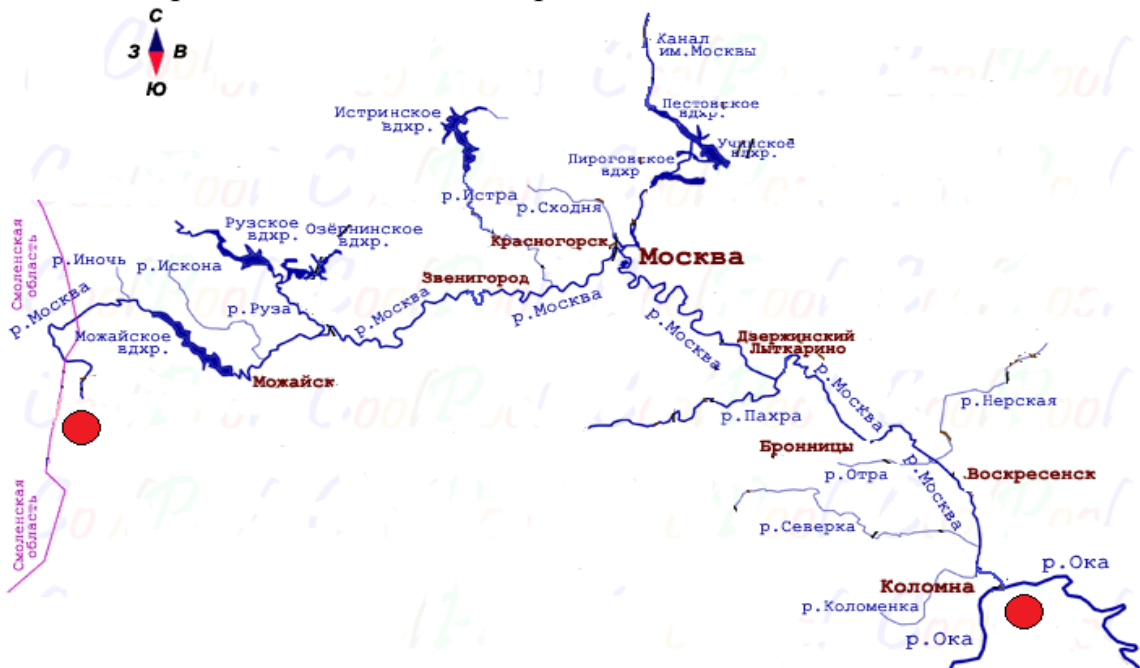 С
З В
Ю
Канал
им.Москвы
Истринское
вдхр.
Пестовское
вдхр.
Учинское
вдхр.
Пироговское
вдхр
р.Истра
р.Сходня
Рузское
вдхр.
Озёрнинское
вдхр.
Красногорск
Москва
Смоленская
область
р.Иночь
р.Искона
Звенигород
р.Москва
р.Руза
р.Москва
р.Москва
р.Москва
Можайское
вдхр.
Можайск
Дзержинский
Лыткарино
р.Москва
р.Нерская
р.Пахра
Бронницы
р.Отра
р.Москва
Воскресенск
Смоленская
область
р.Северка
р.Ока
Коломна
р.Коломенка
р.Ока